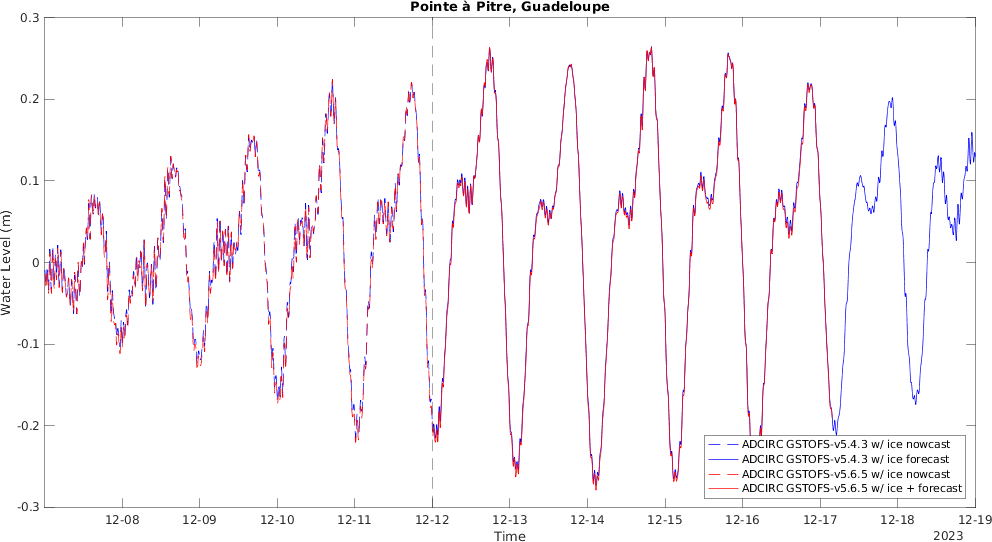 Pointe à Pitre, Guadeloupe
0.3
0.2
0.1
0
-0.1
-0.2
-0.3
Water Level (m)
ADCIRC GSTOFS-v5.4.3 w/ ice nowcast
ADCIRC GSTOFS-v5.4.3 w/ ice forecast
ADCIRC GSTOFS-v5.6.5 w/ ice nowcast
ADCIRC GSTOFS-v5.6.5 w/ ice + forecast
12-08 12-09 12-10 12-11 12-12 12-13 12-14 12-15 12-16 12-17 12-18 12-19
Time
2023